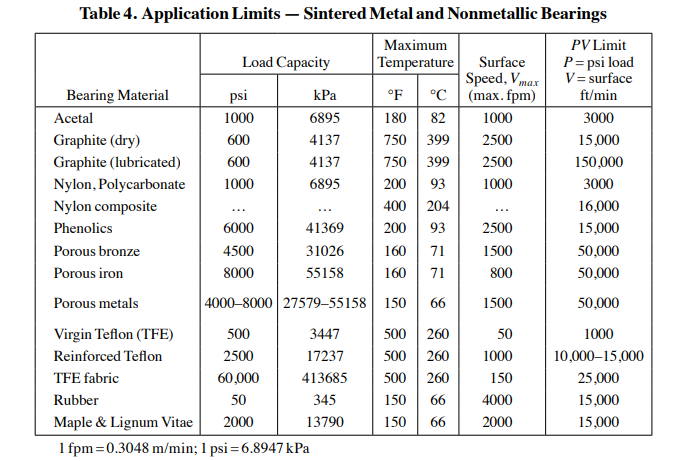 Table 4. Application Limits — Sintered Metal and Nonmetallic Bearings
Bearing Material Load Capacity Maximum Temperature Surface Speed, Vmax (max. fpm) PV Limit P = psi load V = surface ft/min
psi kPa °F °C
Acetal 1000 6895 180 82 1000 3000
Graphite (dry) 600 4137 750 399 2500 15,000
Graphite (lubricated) 600 4137 750 399 2500 150,000
Nylon, Polycarbonate 1000 6895 200 93 1000 3000
Nylon composite … … 400 204 … 16,000
Phenolics 6000 41369 200 93 2500 15,000
Porous bronze 4500 31026 160 71 1500 50,000
Porous iron 8000 55158 160 71 800 50,000
Porous metals 4000–8000 27579–55158 150 66 1500 50,000
Virgin Teflon (TFE) 500 3447 500 260 50 1000
Reinforced Teflon 2500 17237 500 260 1000 10,000–15,000
TFE fabric 60,000 413685 500 260 150 25,000
Rubber 50 345 150 66 4000 15,000
Maple & Lignum Vitae 2000 13790 150 66 2000 15,000
1 fpm = 0.3048 m/min; 1 psi = 6.8947 kPa